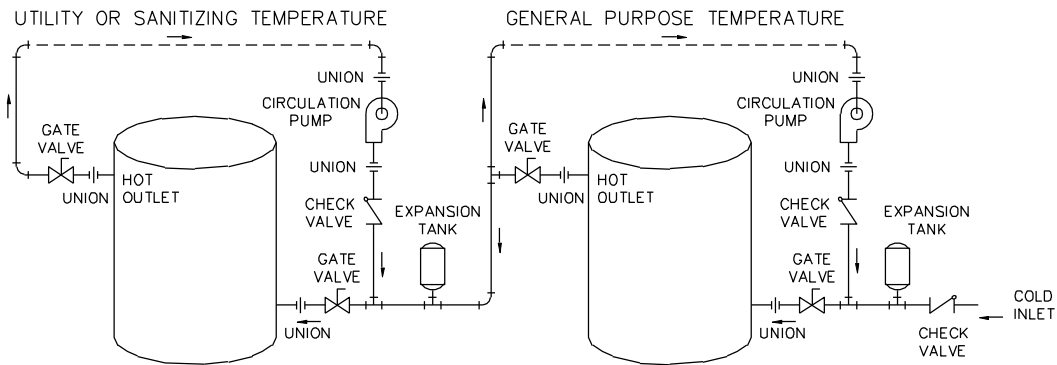 UTILITY OR SANITIZING TEMPERATURE
UNION
CIRCULATION
PUMP
GATE
VALVE
UNION
HOT
OUTLET
UNION
CHECK
VALVE
EXPANSION
TANK
GATE
VALVE
UNION
GENERAL PURPOSE TEMPERATURE
UNION
CIRCULATION
PUMP
GATE
VALVE
UNION
HOT
OUTLET
UNION
CHECK
VALVE
EXPANSION
TANK
GATE
VALVE
UNION
COLD
INLET
CHECK
VALVE